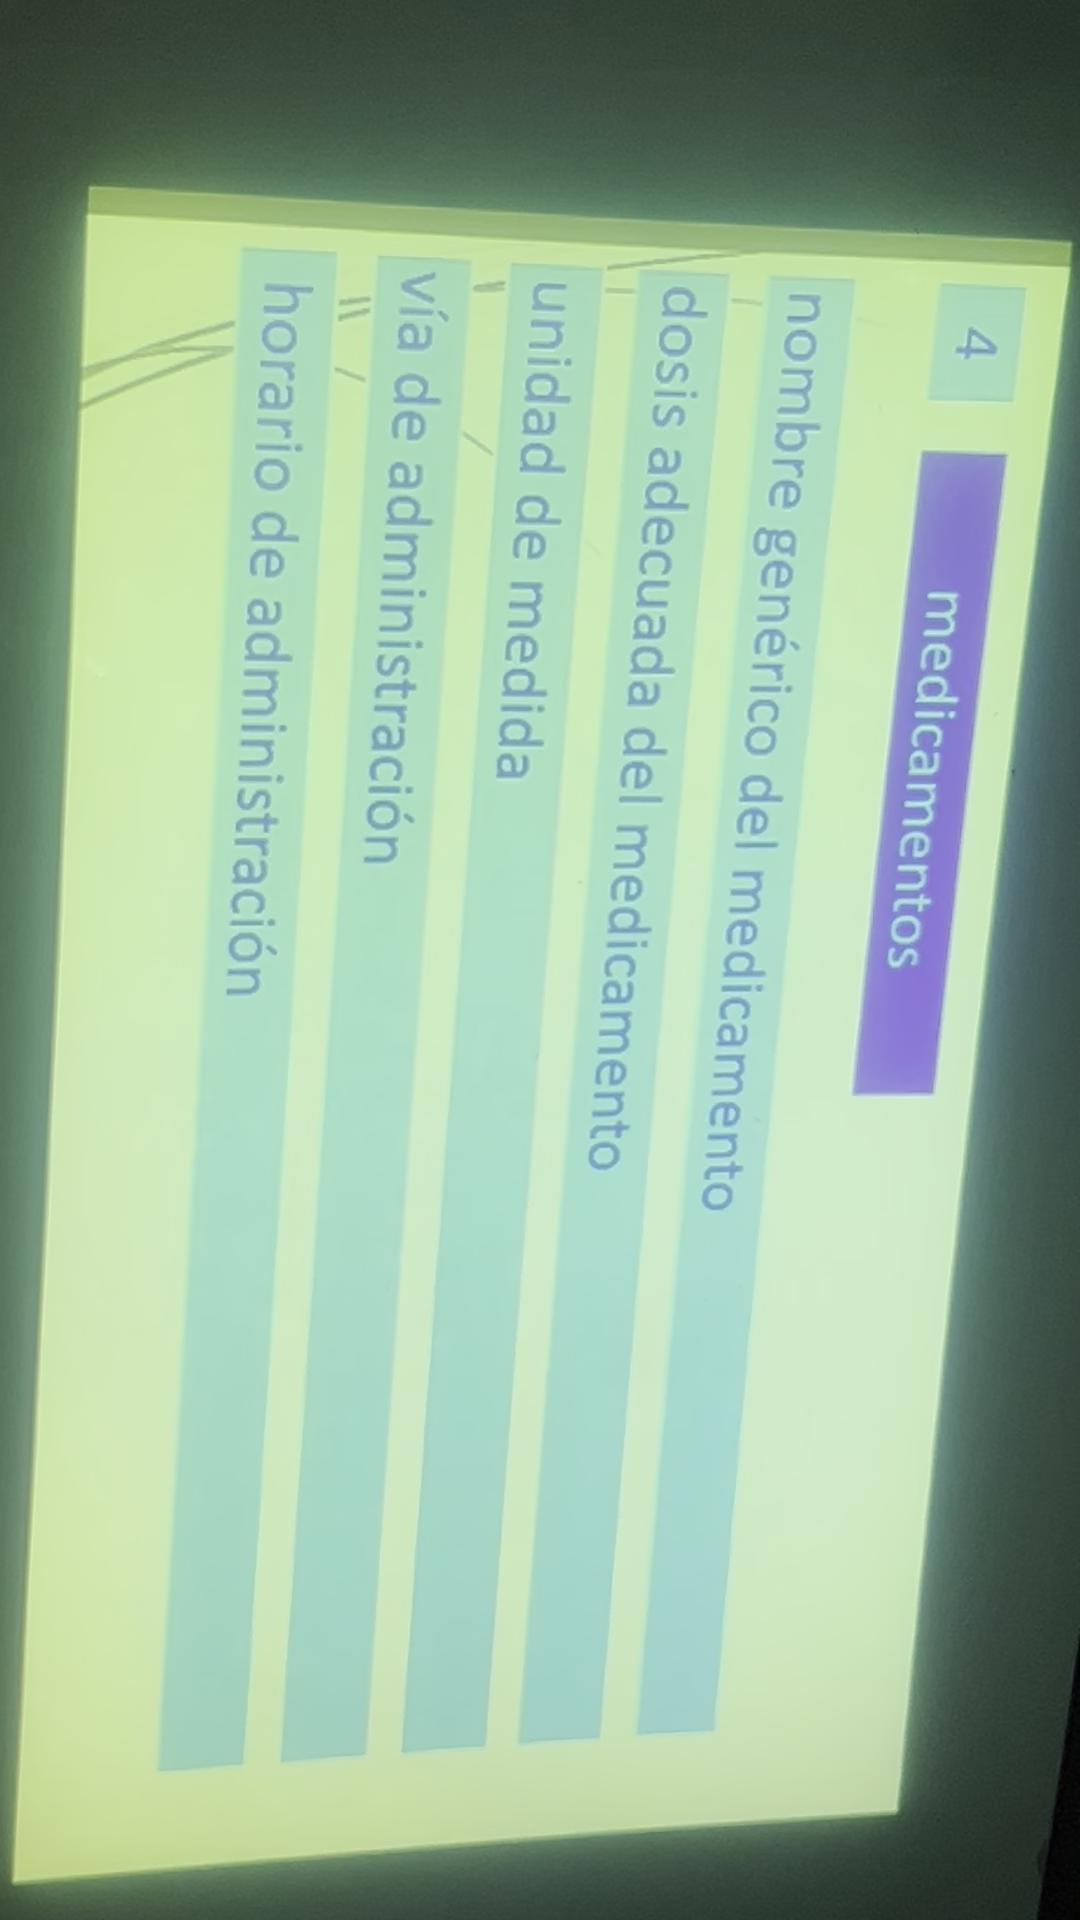 4
medicamentos
nombre genérico del medicamento
dosis adecuada del medicamento
unidad de medida
vía de administración
horario de administración